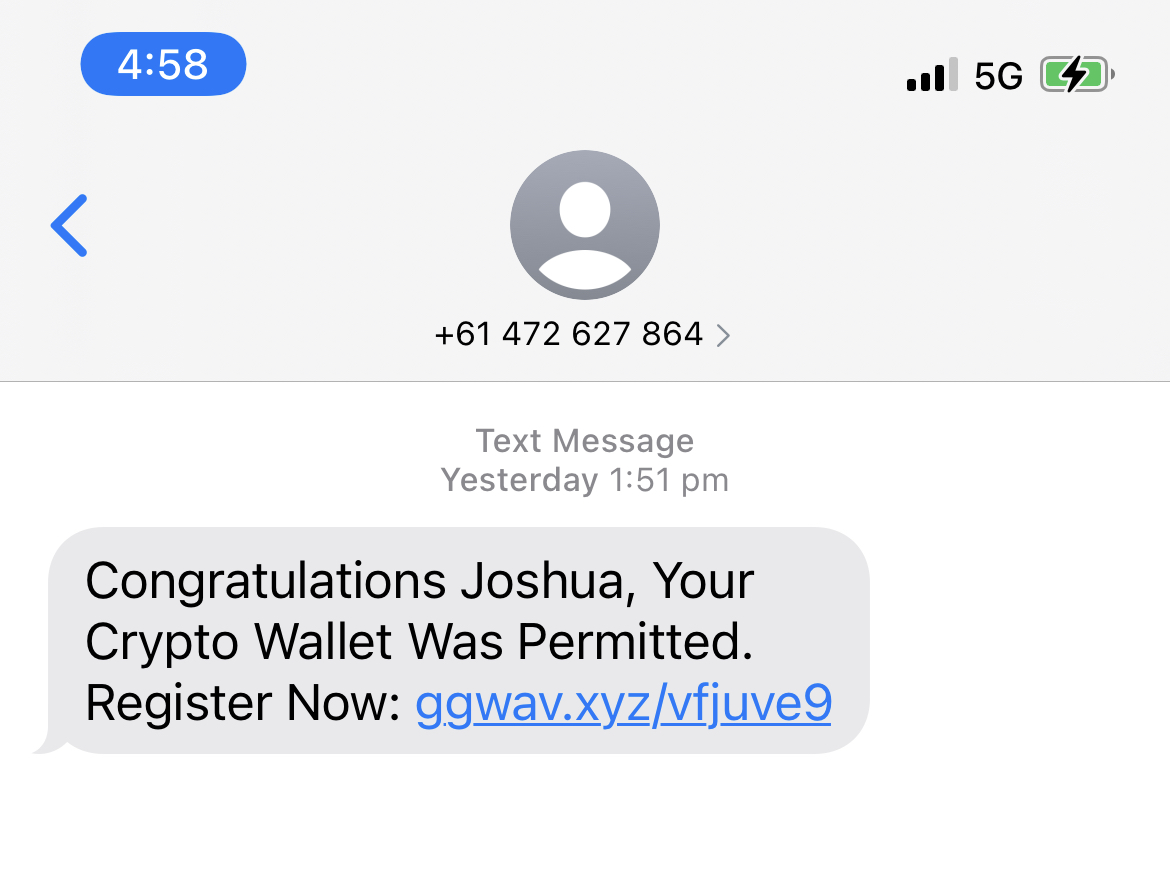 4:58
5G
+61 472 627 864
Text Message
Yesterday 1:51 pm
Congratulations Joshua, Your
Crypto Wallet Was Permitted.
Register Now: ggwav.xyz/vfjuve9